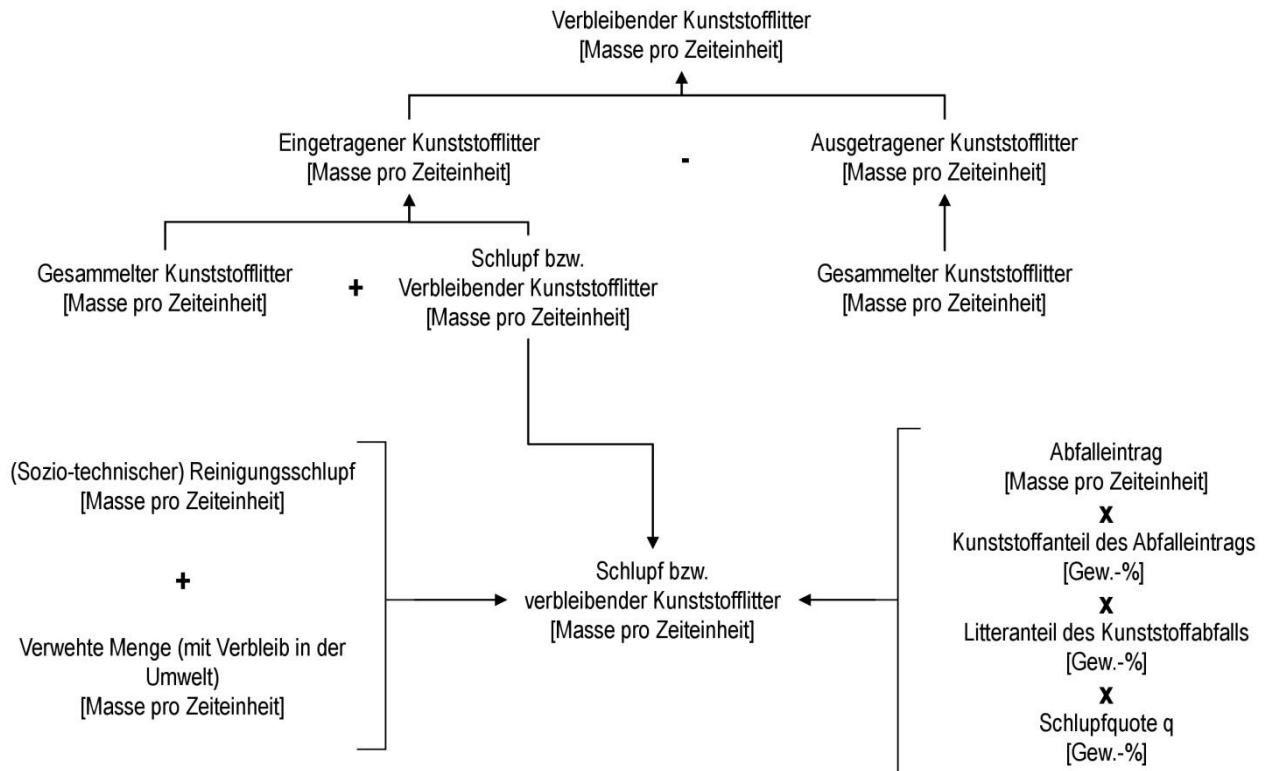 Verbleibender Kunststofflitter
[Masse pro Zeiteinheit]
Eingetragener Kunststofflitter
[Masse pro Zeiteinheit]
-
Ausgetragener Kunststofflitter
[Masse pro Zeiteinheit]
Gesammelter Kunststofflitter
[Masse pro Zeiteinheit]
+
Schlupf bzw.
Verbleibender Kunststofflitter
[Masse pro Zeiteinheit]
Gesammelter Kunststofflitter
[Masse pro Zeiteinheit]
(Sozio-technischer) Reinigungsschlupf
[Masse pro Zeiteinheit]
+
Verwehte Menge (mit Verbleib in der
Umwelt)
[Masse pro Zeiteinheit]
Schlupf bzw.
verbleibender Kunststofflitter
[Masse pro Zeiteinheit]
Abfalleintrag
[Masse pro Zeiteinheit]
x
Kunststoffanteil des Abfalleintrags
[Gew.-%]
x
Litteranteil des Kunststoffabfalls
[Gew.-%]
x
Schlupfquote q
[Gew.-%]